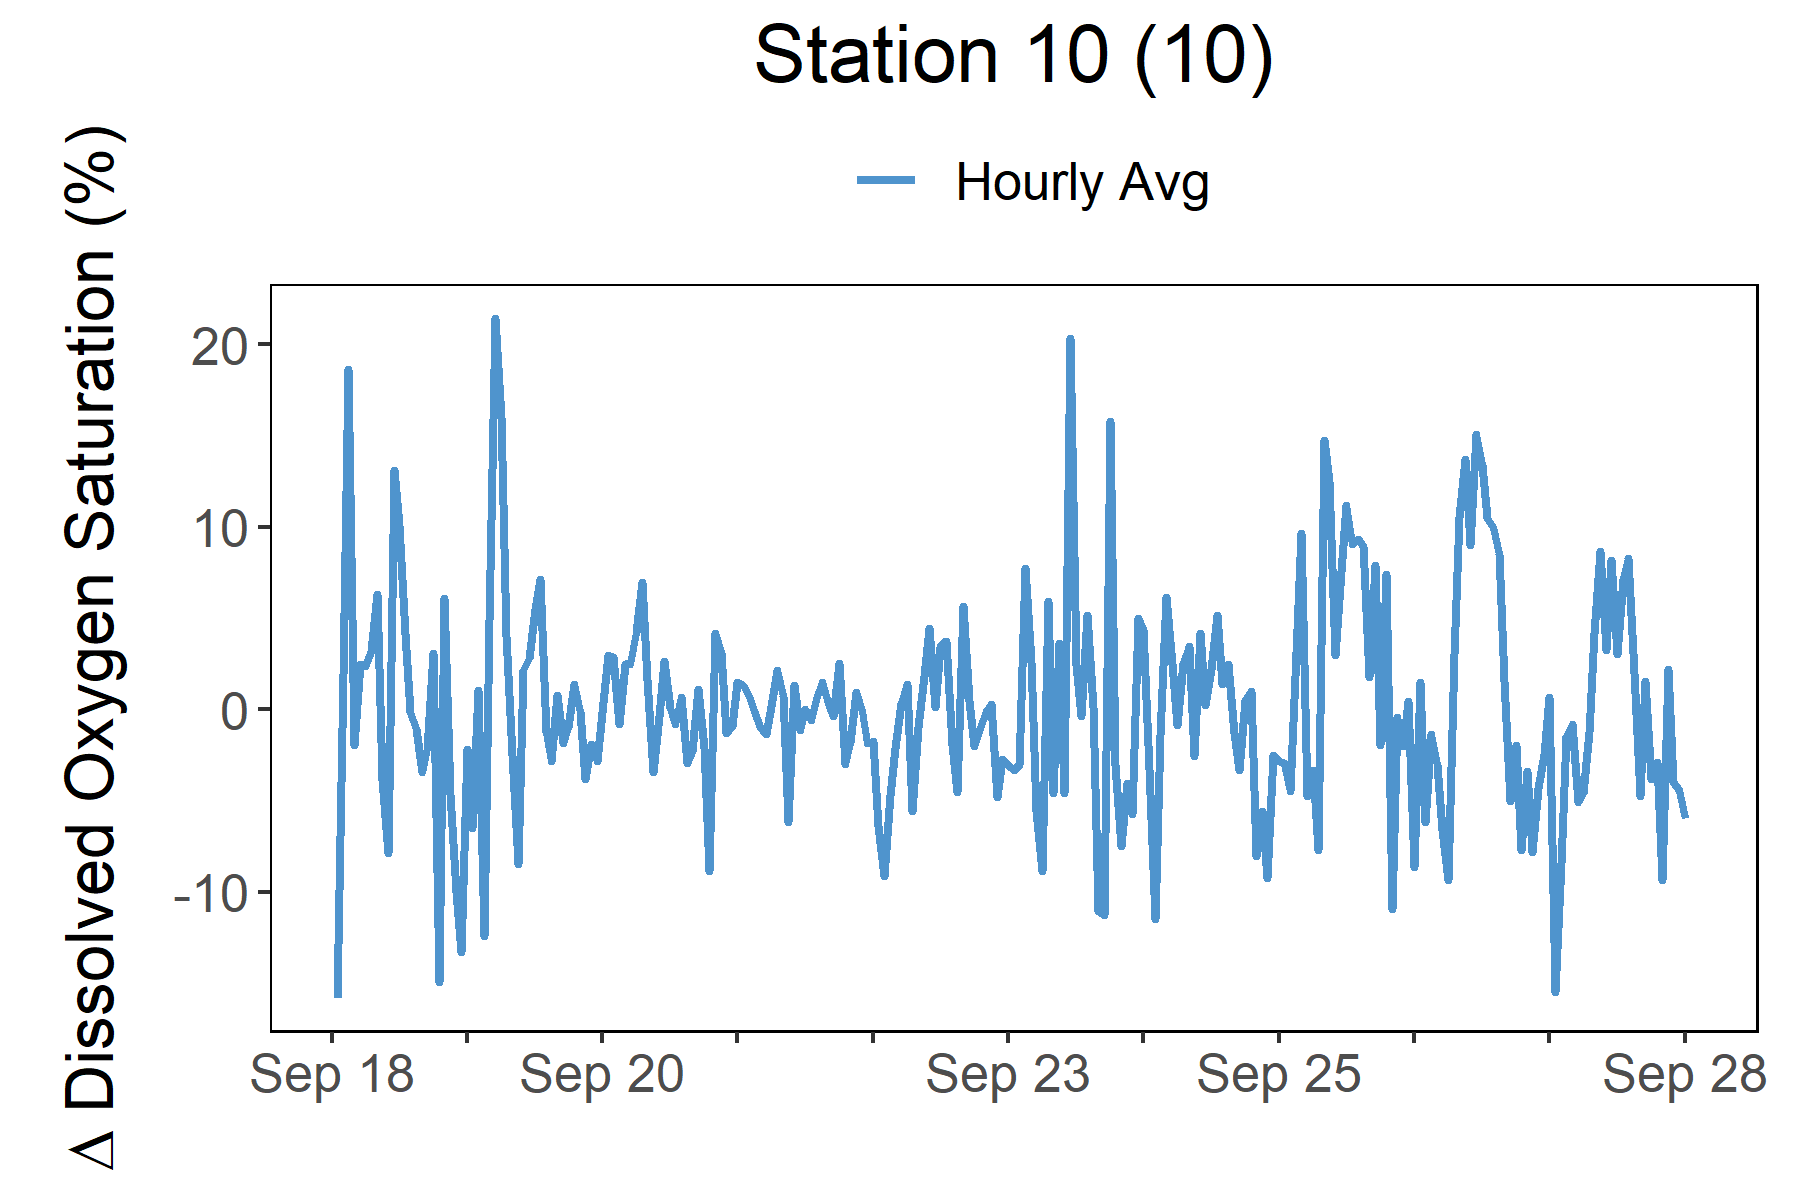 Station 10 (10)
Hourly Avg
Δ Dissolved Oxygen Saturation (%)
20
10
0
-10
Sep 18
Sep 20
Sep 23
Sep 25
Sep 28